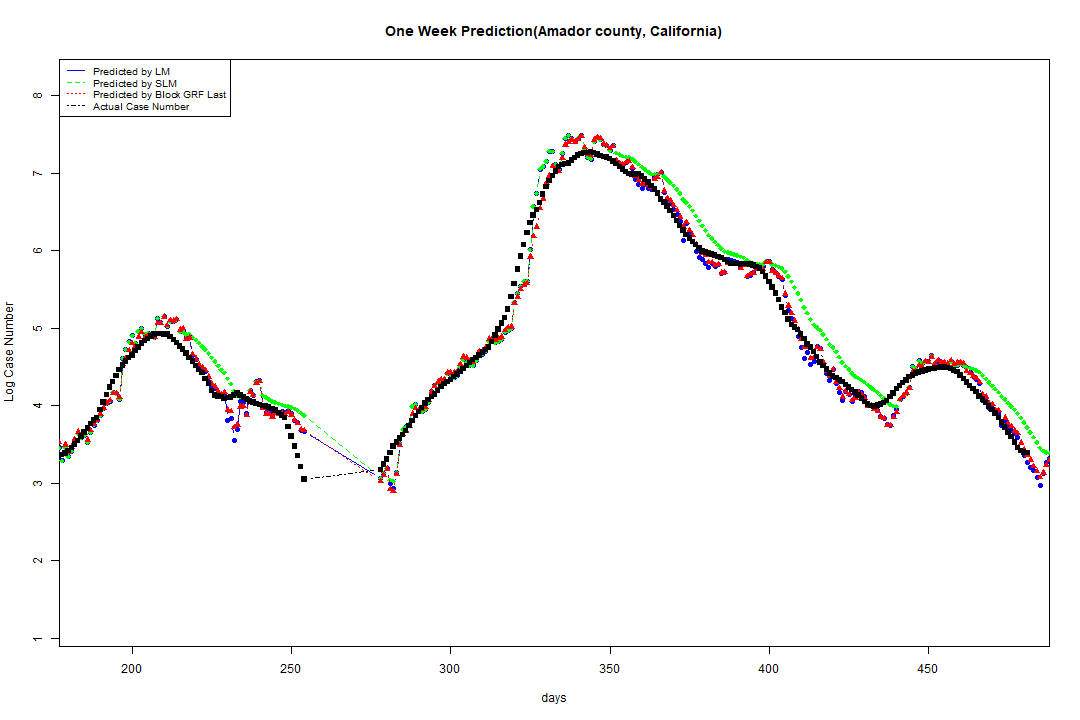 One Week Prediction(Amador county, California)
Predicted by LM
Predicted by SLM
Predicted by Block GRF Last
Actual Case Number
8
7
6
5
4
3
2
1
Log Case Number
200 250 300 350 400 450
days